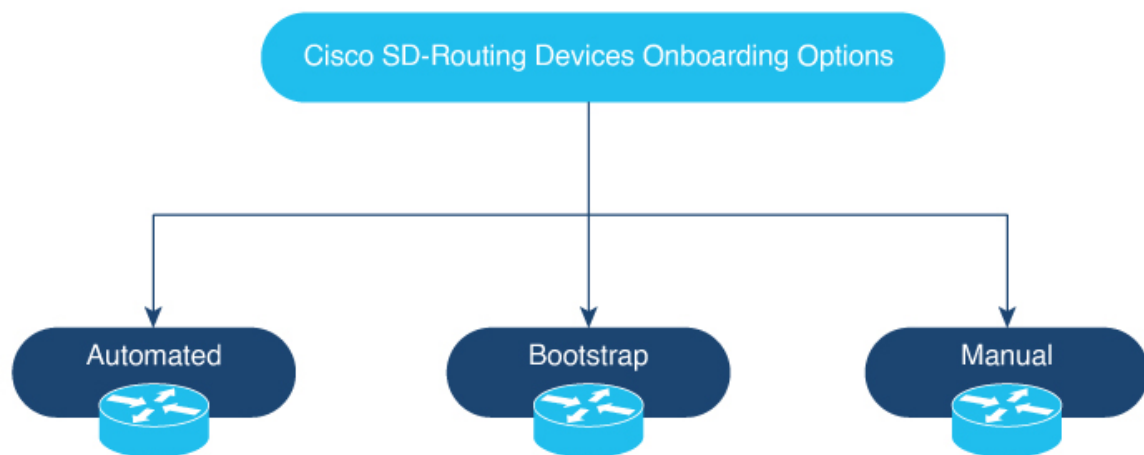 Cisco SD-Routing Devices Onboarding Options
Automated
Bootstrap
Manual